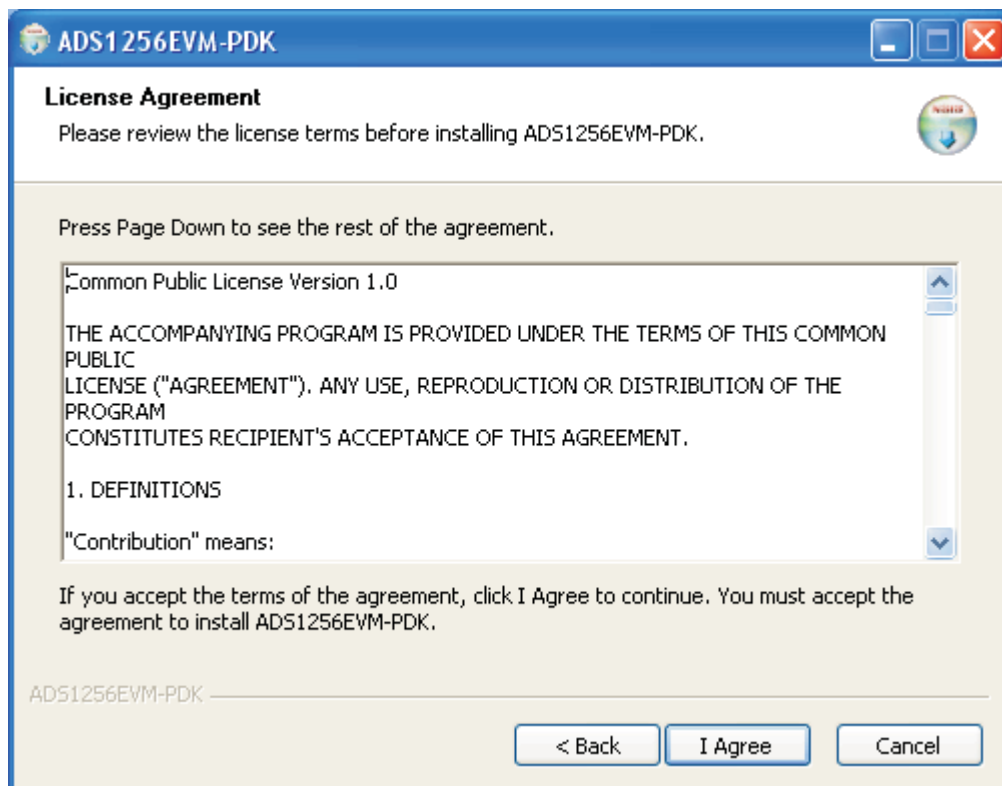 ADS1256EVM-PDK
License Agreement
Please review the license terms before installing ADS1256EVM-PDK.
Press Page Down to see the rest of the agreement.
Common Public License Version 1.0
THE ACCOMPANYING PROGRAM IS PROVIDED UNDER THE TERMS OF THIS COMMON
PUBLIC
LICENSE ("AGREEMENT"). ANY USE, REPRODUCTION OR DISTRIBUTION OF THE
PROGRAM
CONSTITUTES RECIPIENT'S ACCEPTANCE OF THIS AGREEMENT.
1. DEFINITIONS
"Contribution" means:
If you accept the terms of the agreement, click I Agree to continue. You must accept the
agreement to install ADS1256EVM-PDK.
ADS1256EVM-PDK
< Back
I Agree
Cancel